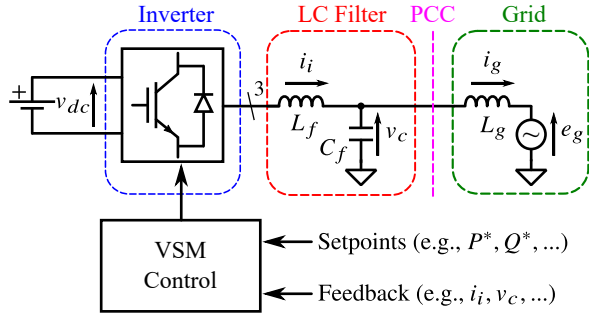 Inverter
LC Filter
PCC
Grid
+
v_dc
3
i_i
L_f
C_f
v_c
i_g
L_g
~
e_g
VSM
Control
Setpoints (e.g., P*, Q*, ...)
Feedback (e.g., i_i, v_c, ...)